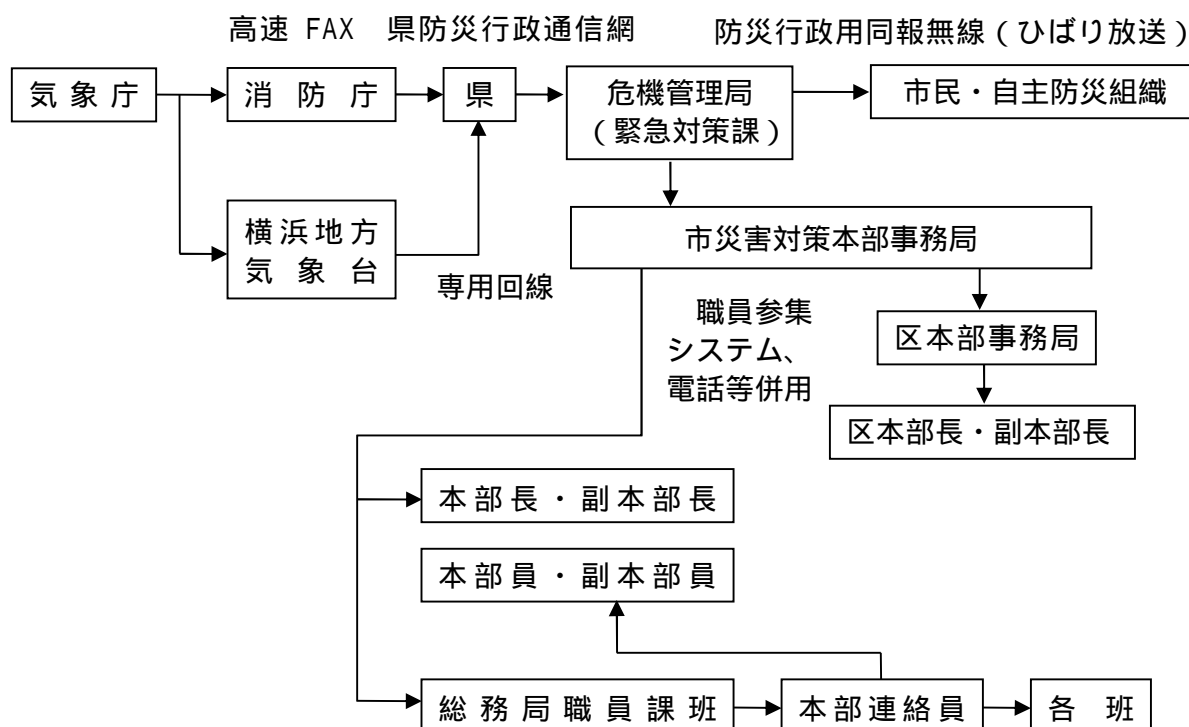 高速 FAX 県防災行政通信網 防災行政用同報無線(ひばり放送)
気象庁 消防庁 県 危機管理局 市民・自主防災組織
(緊急対策課)
横浜地方
気象台
専用回線
市災害対策本部事務局
職員参集
システム、
電話等併用
区本部事務局
区本部長・副本部長
本部長・副本部長
本部員・副本部員
総務局職員課班 本部連絡員 各班